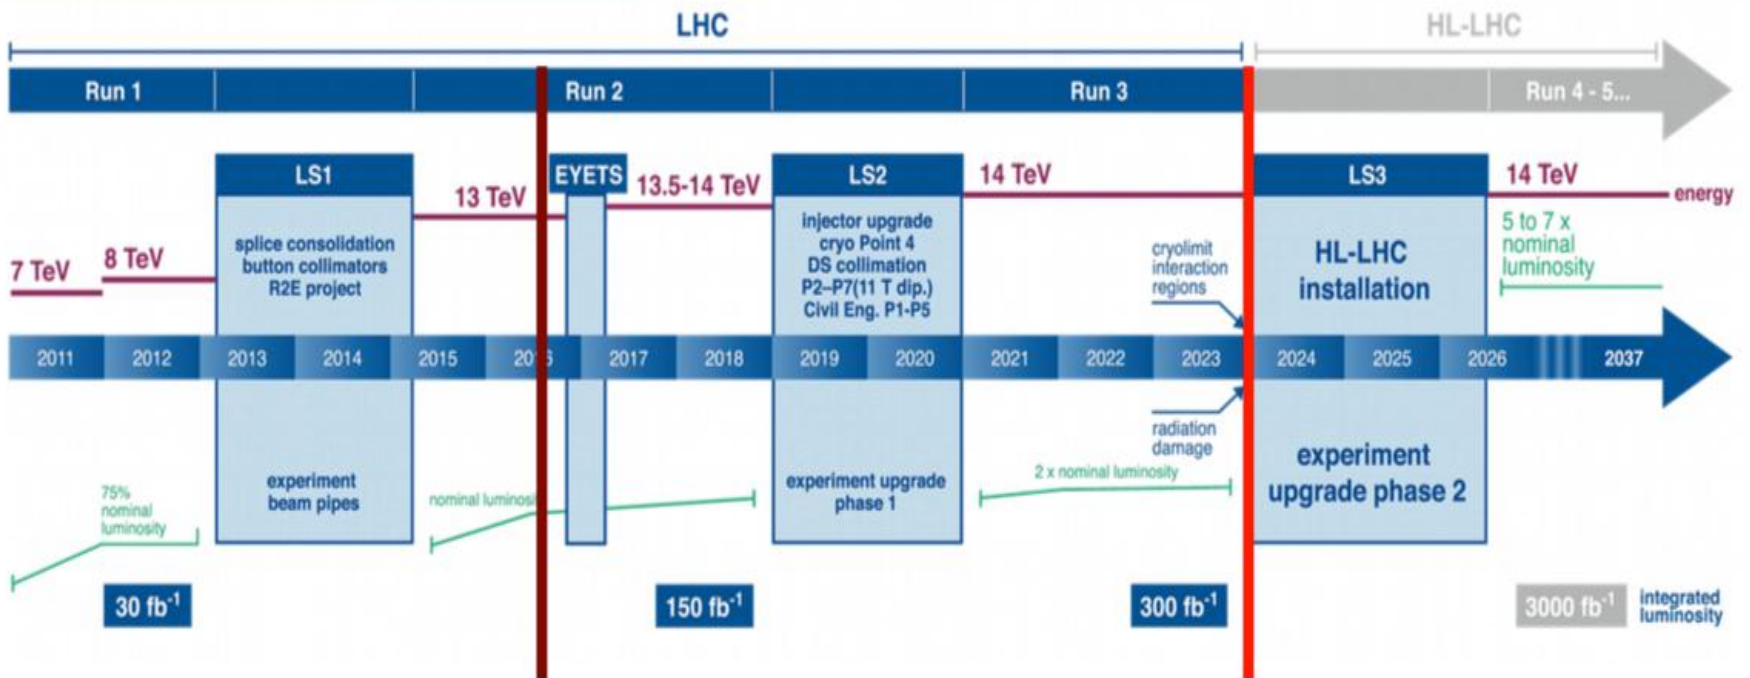 LHC
HL-LHC
Run 1
Run 2
Run 3
Run 4 - 5...
LS1
splice consolidation
button collimators
R2E project
EYETS
LS2
injector upgrade
cryo Point 4
DS collimation
P2–P7(11 T dip.)
Civil Eng. P1-P5
LS3
HL-LHC
installation
7 TeV
8 TeV
13 TeV
13.5-14 TeV
14 TeV
14 TeV
energy
cryolimit
interaction
regions
5 to 7 x
nominal
luminosity
2011 2012 2013 2014 2015 2016 2017 2018 2019 2020 2021 2022 2023 2024 2025 2026 2037
radiation
damage
75%
nominal
luminosity
experiment
beam pipes
nominal luminosi
experiment upgrade
phase 1
2 x nominal luminosity
experiment
upgrade phase 2
30 fb⁻¹
150 fb⁻¹
300 fb⁻¹
3000 fb⁻¹
integrated
luminosity